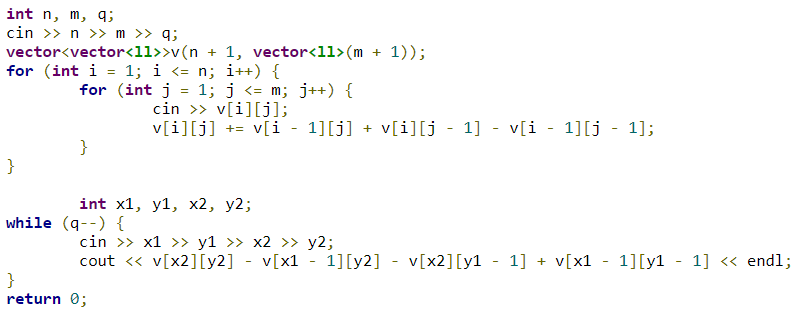 int n, m, q;
cin >> n >> m >> q;
vector<vector<ll>>v(n + 1, vector<ll>(m + 1));
for (int i = 1; i <= n; i++) {
        for (int j = 1; j <= m; j++) {
                cin >> v[i][j];
                v[i][j] += v[i - 1][j] + v[i][j - 1] - v[i - 1][j - 1];
        }
}

        int x1, y1, x2, y2;
while (q--) {
        cin >> x1 >> y1 >> x2 >> y2;
        cout << v[x2][y2] - v[x1 - 1][y2] - v[x2][y1 - 1] + v[x1 - 1][y1 - 1] << endl;
}
return 0;